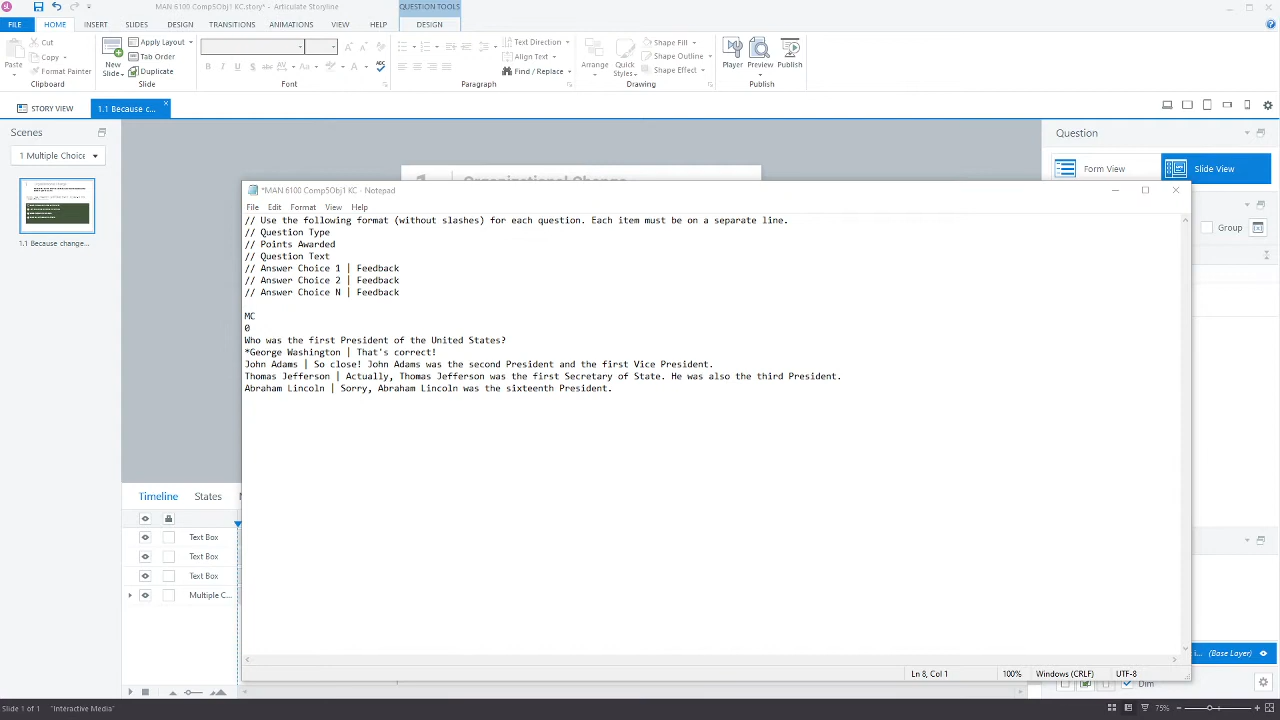 MAN 6100 Comp5Obj1 KC.story* - Articulate Storyline
QUESTION TOOLS
FILE HOME INSERT SLIDES DESIGN TRANSITIONS ANIMATIONS VIEW HELP DESIGN
Cut
Copy
Format Painter
Paste
Clipboard
New Slide
Apply Layout
Tab Order
Duplicate
Slide
Font
Text Direction
Align Text
Find / Replace
Paragraph
Arrange
Quick Styles
Shape Fill
Shape Outline
Shape Effect
Drawing
Player
Preview
Publish
Publish
STORY VIEW
1.1 Because c...
Scenes
1 Multiple Choic
1.1 Because change...
Question
Form View
Slide View
Group
Organizational Change
*MAN 6100 Comp5Obj1 KC - Notepad
File Edit Format View Help
// Use the following format (without slashes) for each question. Each item must be on a separate line.
// Question Type
// Points Awarded
// Question Text
// Answer Choice 1 | Feedback
// Answer Choice 2 | Feedback
// Answer Choice N | Feedback
MC
0
Who was the first President of the United States?
*George Washington | That's correct!
John Adams | So close! John Adams was the second President and the first Vice President.
Thomas Jefferson | Actually, Thomas Jefferson was the first Secretary of State. He was also the third President.
Abraham Lincoln | Sorry, Abraham Lincoln was the sixteenth President.
Ln 8, Col 1 100% Windows (CRLF) UTF-8
Timeline States
Text Box
Text Box
Text Box
Multiple C...
(Base Layer)
Dim
Slide 1 of 1 "Interactive Media" 75%